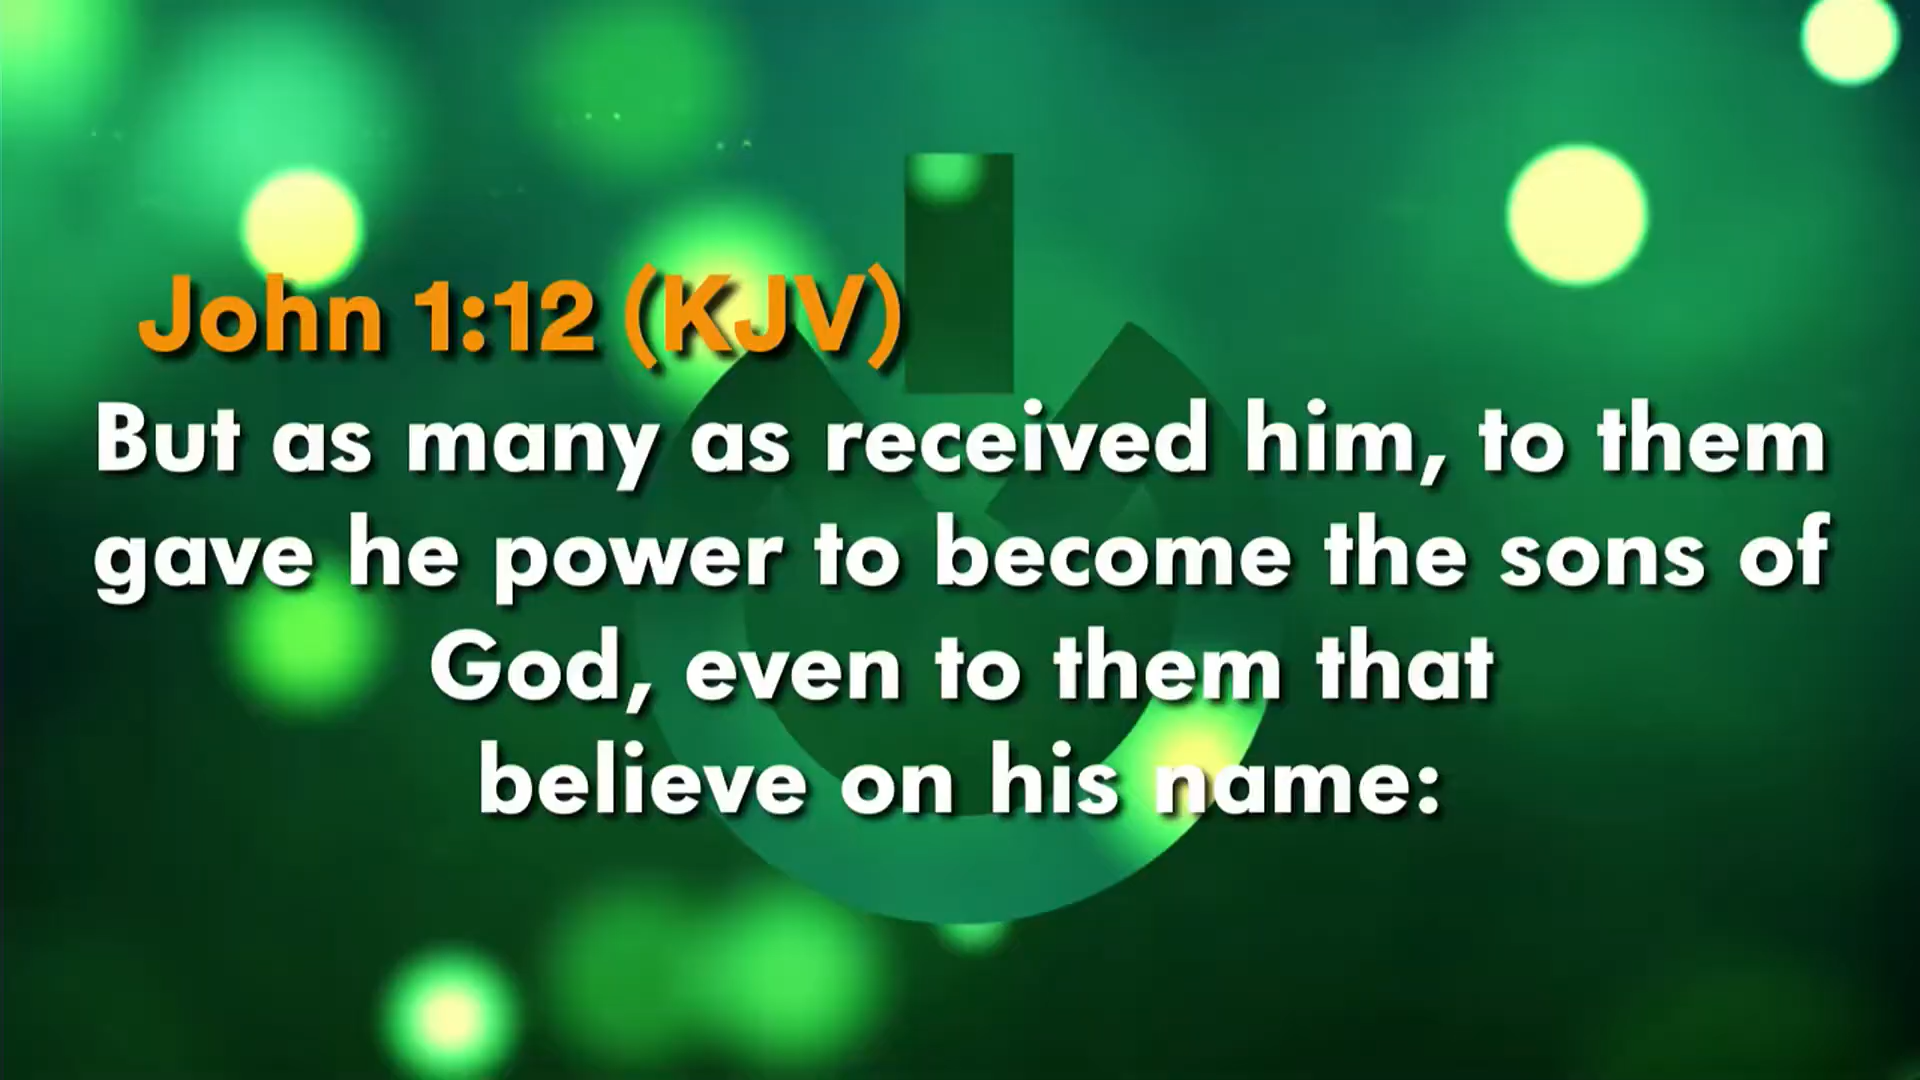 John 1:12 (KJV)
But as many as received him, to them
gave he power to become the sons of
God, even to them that
believe on his name: